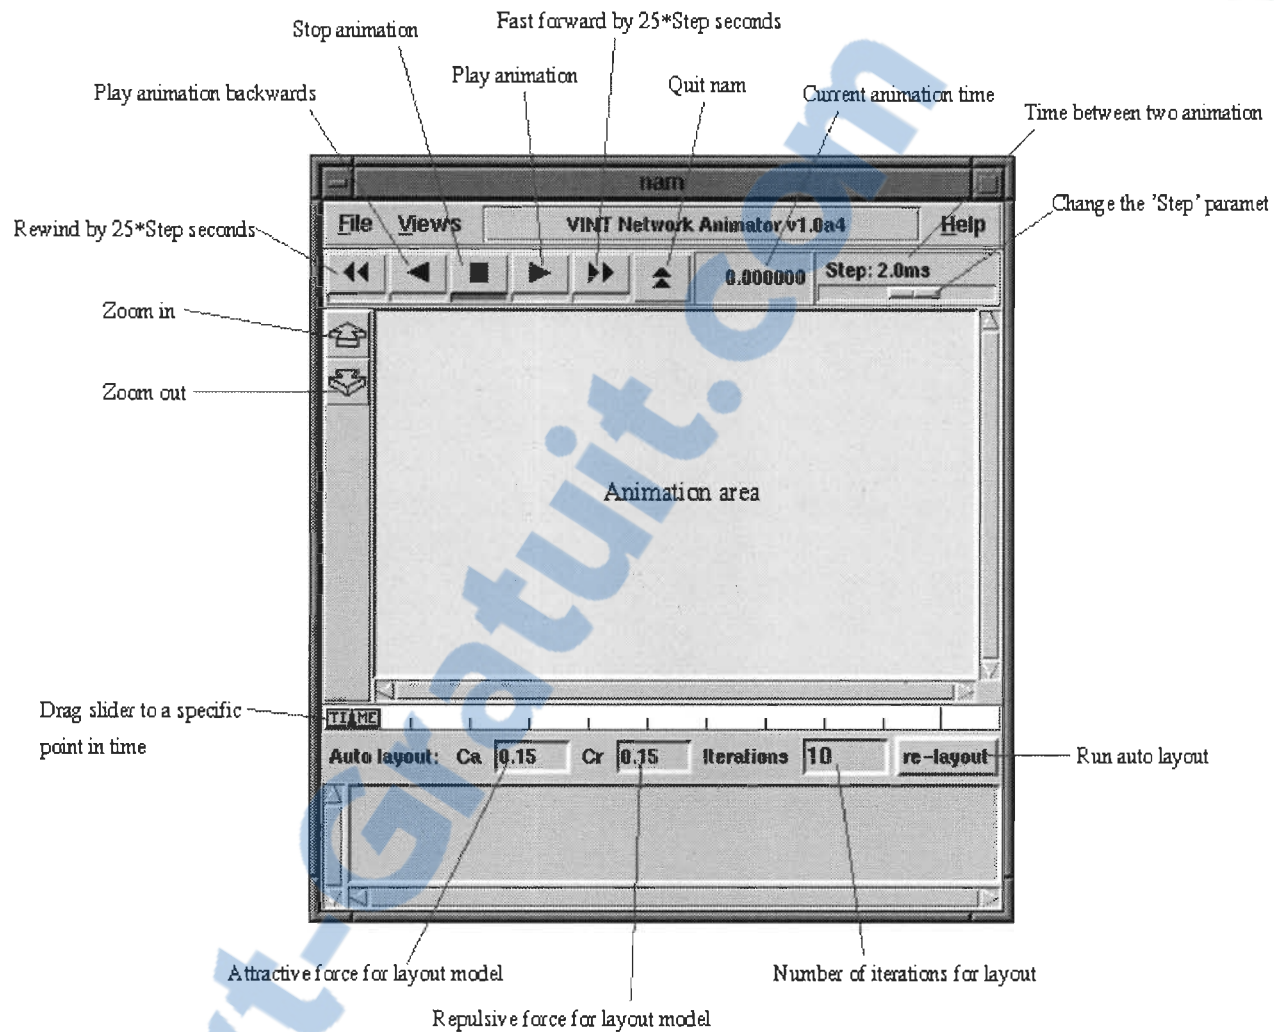 Fast forward by 25*Step seconds
Stop animation
Play animation
Quit nam
Play animation backwards
Current animation time
Time between two animation
nam
Change the 'Step' paramet
File Views VINT Network Animator v1.0a4 Help
Rewind by 25*Step seconds
0.000000 Step: 2.0ms
Zoom in
Zoom out
Animation area
Drag slider to a specific
point in time
TIME
Auto layout: Ca 0.15 Cr 0.15 Iterations 10 re-layout
Run auto layout
Attractive force for layout model
Number of iterations for layout
Repulsive force for layout model
t-Gratuit.com